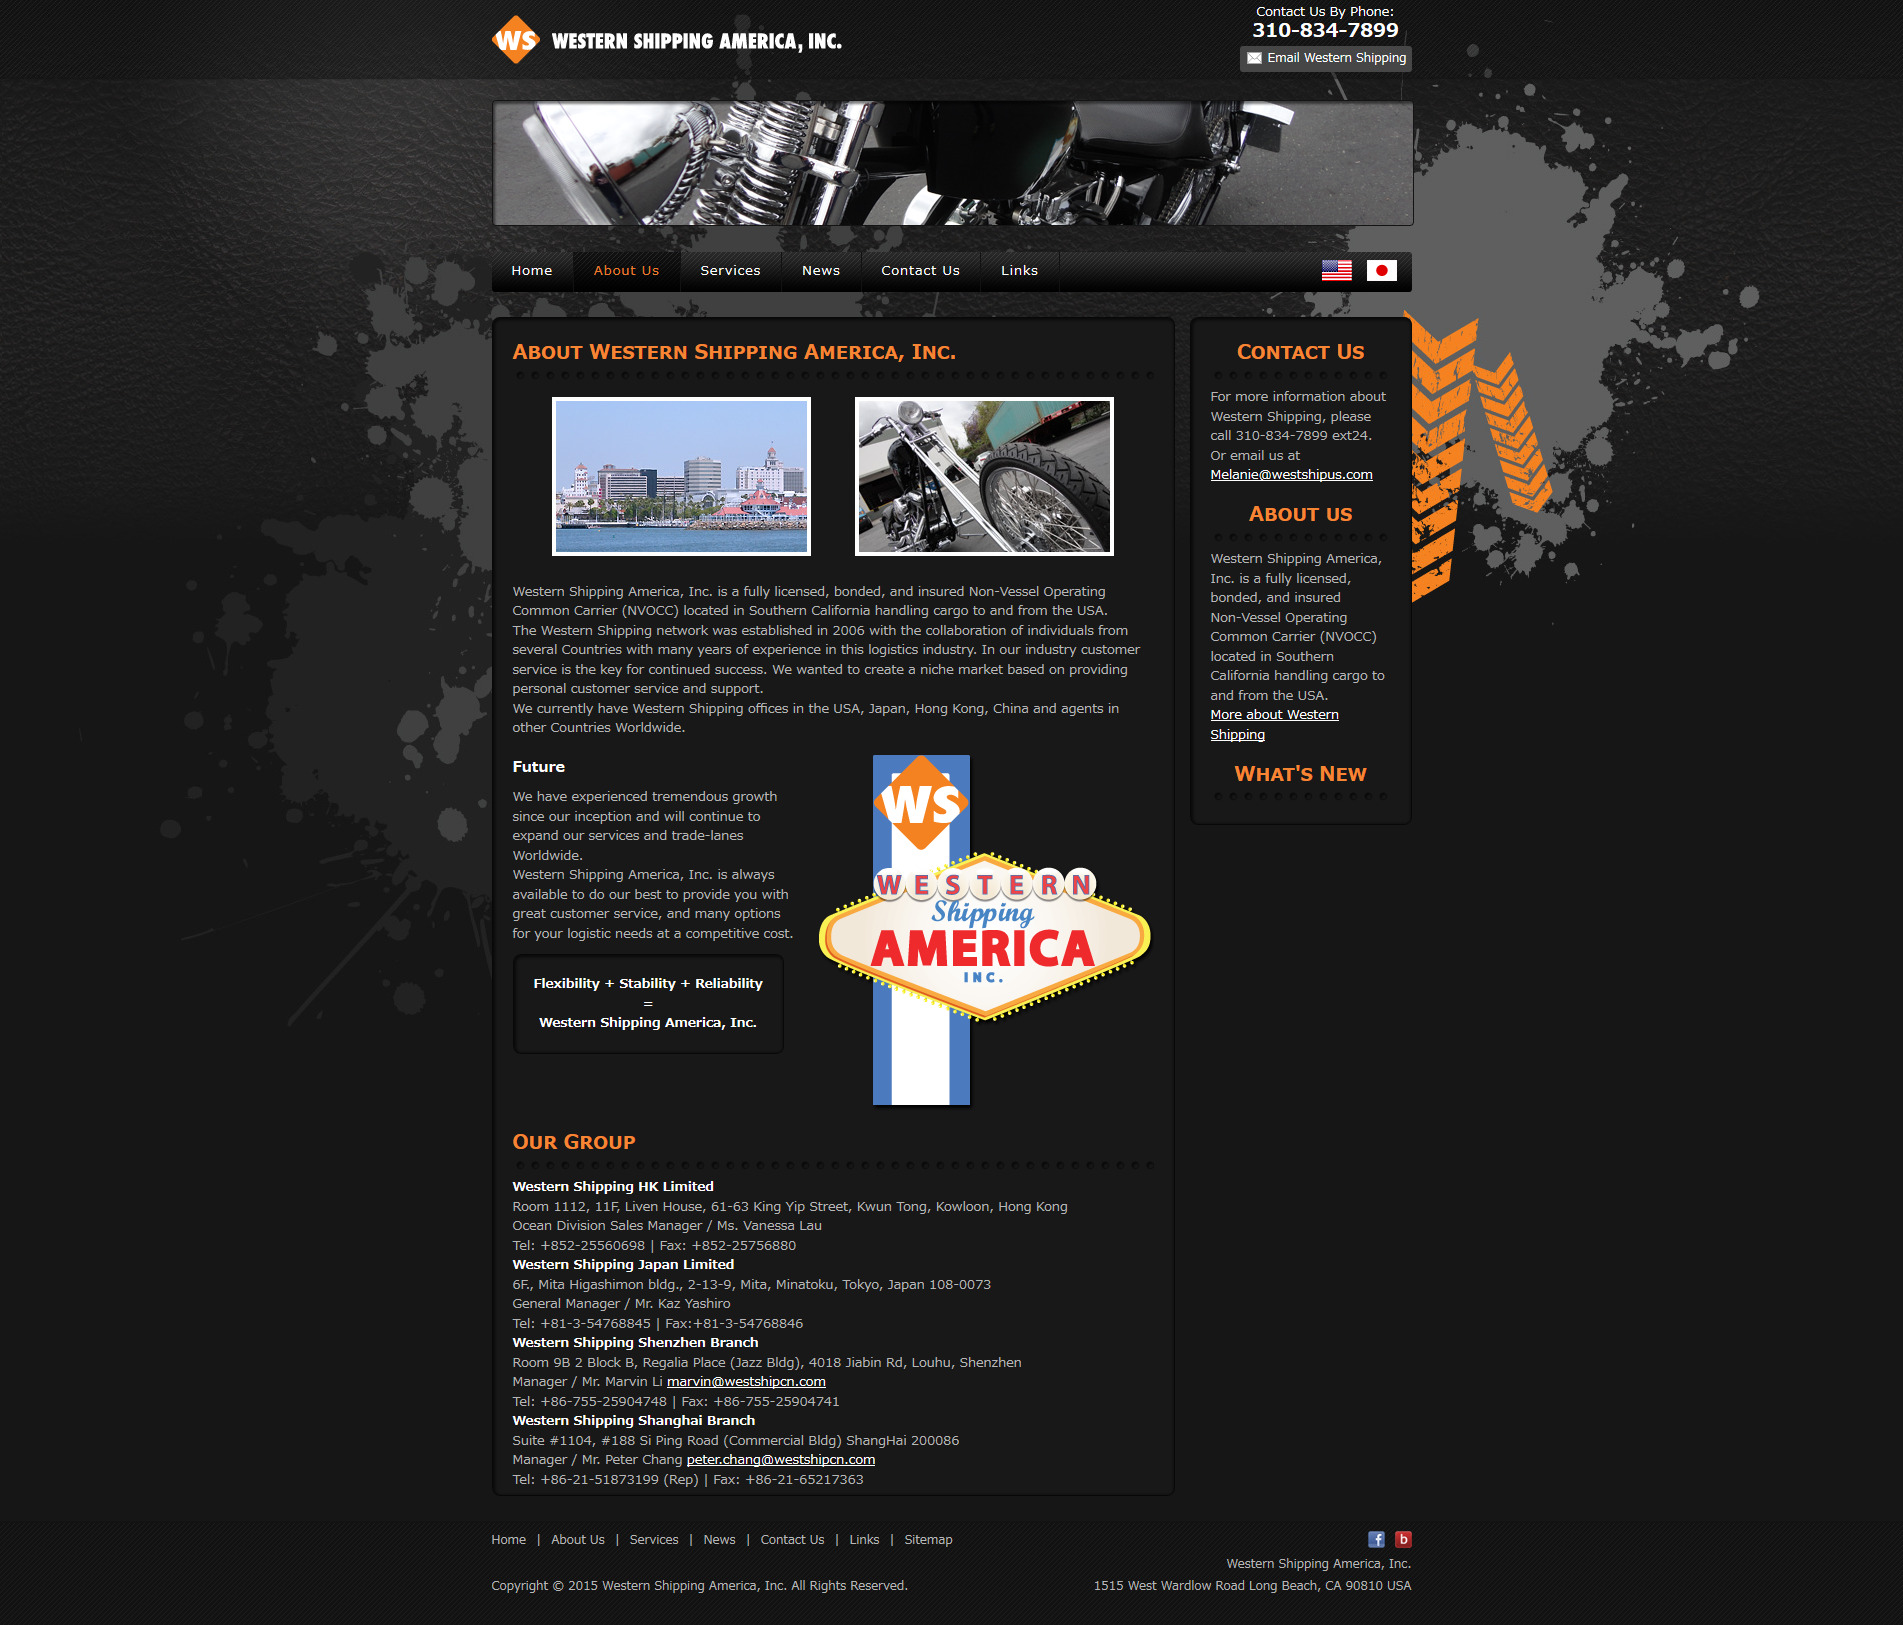 WS WESTERN SHIPPING AMERICA, INC.
Contact Us By Phone:
310-834-7899
Email Western Shipping
Home
About Us
Services
News
Contact Us
Links
About Western Shipping America, Inc.
Western Shipping America, Inc. is a fully licensed, bonded, and insured Non-Vessel Operating
Common Carrier (NVOCC) located in Southern California handling cargo to and from the USA.
The Western Shipping network was established in 2006 with the collaboration of individuals from
several Countries with many years of experience in this logistics industry. In our industry customer
service is the key for continued success. We wanted to create a niche market based on providing
personal customer service and support.
We currently have Western Shipping offices in the USA, Japan, Hong Kong, China and agents in
other Countries Worldwide.
Future
We have experienced tremendous growth
since our inception and will continue to
expand our services and trade-lanes
Worldwide.
Western Shipping America, Inc. is always
available to do our best to provide you with
great customer service, and many options
for your logistic needs at a competitive cost.
Flexibility + Stability + Reliability
=
Western Shipping America, Inc.
WS
WESTERN
Shipping
AMERICA
INC.
Our Group
Western Shipping HK Limited
Room 1112, 11F, Liven House, 61-63 King Yip Street, Kwun Tong, Kowloon, Hong Kong
Ocean Division Sales Manager / Ms. Vanessa Lau
Tel: +852-25560698 | Fax: +852-25756880
Western Shipping Japan Limited
6F., Mita Higashimon bldg., 2-13-9, Mita, Minatoku, Tokyo, Japan 108-0073
General Manager / Mr. Kaz Yashiro
Tel: +81-3-54768845 | Fax:+81-3-54768846
Western Shipping Shenzhen Branch
Room 9B 2 Block B, Regalia Place (Jazz Bldg), 4018 Jiabin Rd, Louhu, Shenzhen
Manager / Mr. Marvin Li marvin@westshipcn.com
Tel: +86-755-25904748 | Fax: +86-755-25904741
Western Shipping Shanghai Branch
Suite #1104, #188 Si Ping Road (Commercial Bldg) ShangHai 200086
Manager / Mr. Peter Chang peter.chang@westshipcn.com
Tel: +86-21-51873199 (Rep) | Fax: +86-21-65217363
Contact Us
For more information about
Western Shipping, please
call 310-834-7899 ext24.
Or email us at
Melanie@westshipus.com
About us
Western Shipping America,
Inc. is a fully licensed,
bonded, and insured
Non-Vessel Operating
Common Carrier (NVOCC)
located in Southern
California handling cargo to
and from the USA.
More about Western
Shipping
What's New
Home | About Us | Services | News | Contact Us | Links | Sitemap
f b
Western Shipping America, Inc.
Copyright © 2015 Western Shipping America, Inc. All Rights Reserved.
1515 West Wardlow Road Long Beach, CA 90810 USA